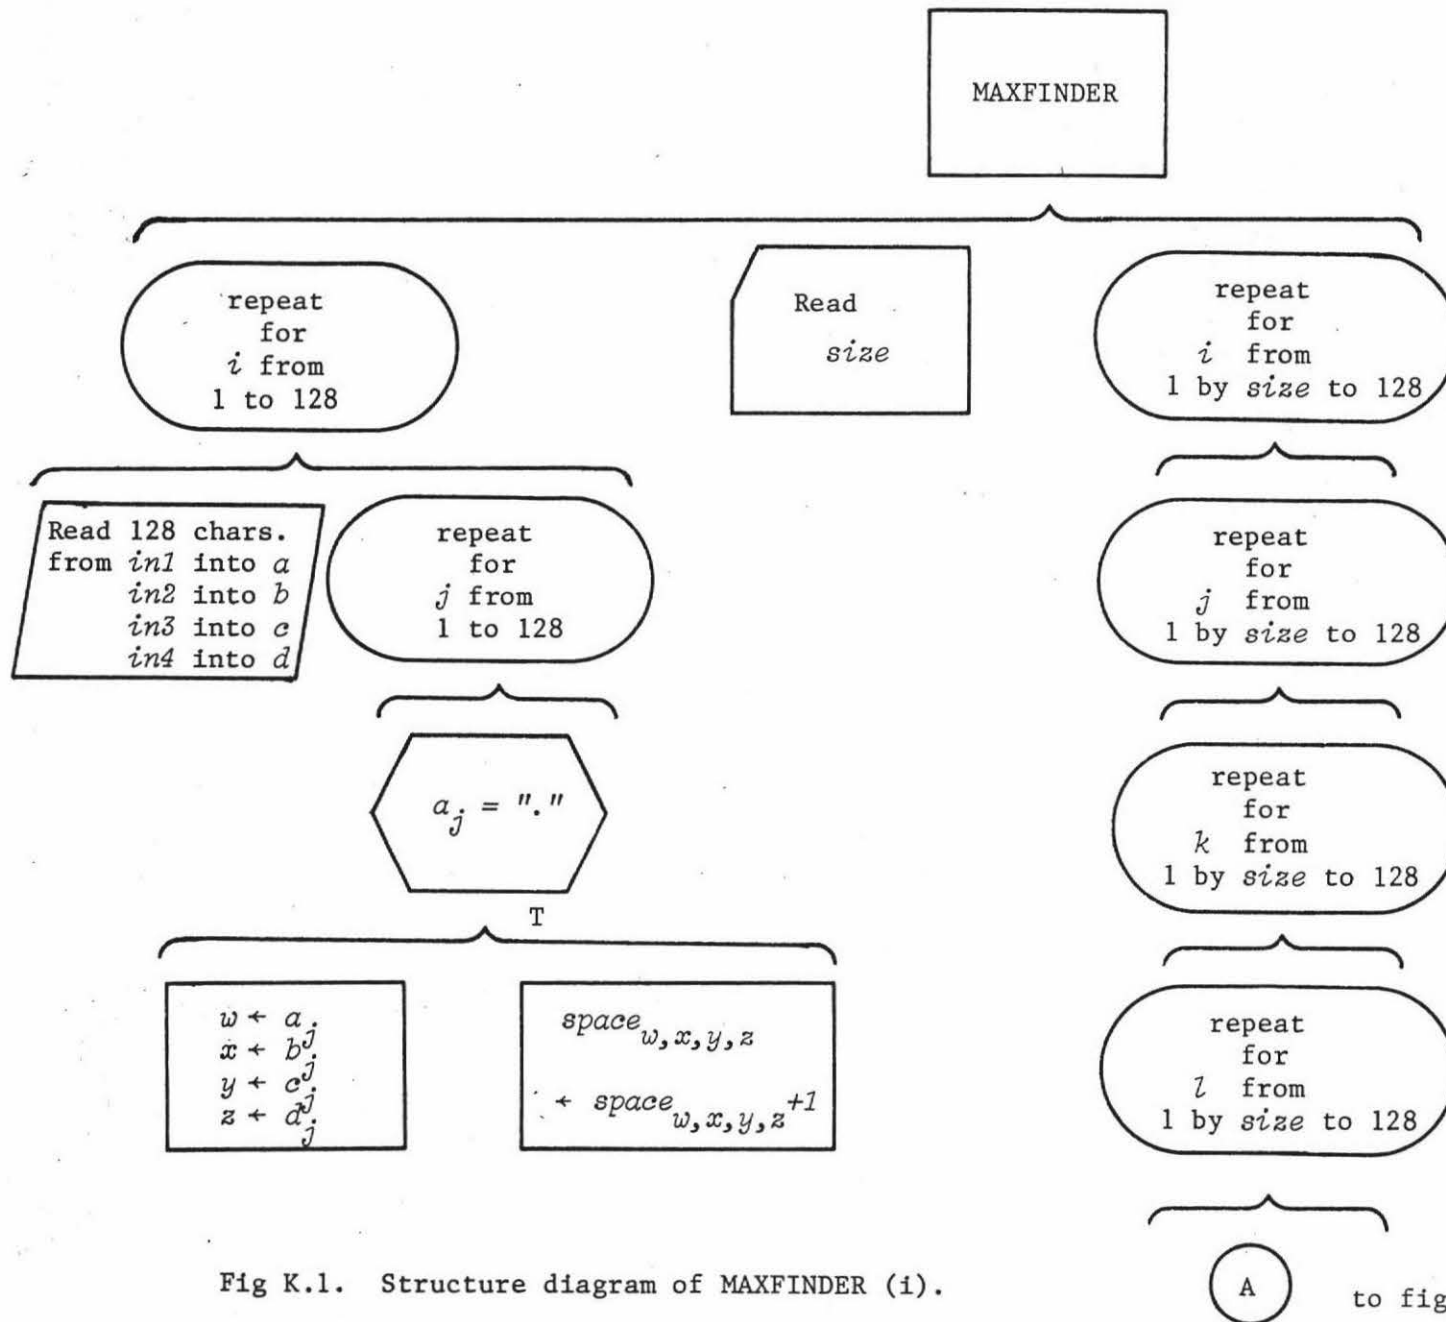 MAXFINDER
repeat
for
i from
1 to 128
Read
size
repeat
for
i from
1 by size to 128
Read 128 chars.
from in1 into a
in2 into b
in3 into c
in4 into d
repeat
for
j from
1 to 128
repeat
for
j from
1 by size to 128
a_j = "."
T
repeat
for
k from
1 by size to 128
w ← a_j
x ← b_j
y ← c_j
z ← d_j
space_w,x,y,z
← space_w,x,y,z+1
repeat
for
l from
1 by size to 128
Fig K.1. Structure diagram of MAXFINDER (i).
A
to fig